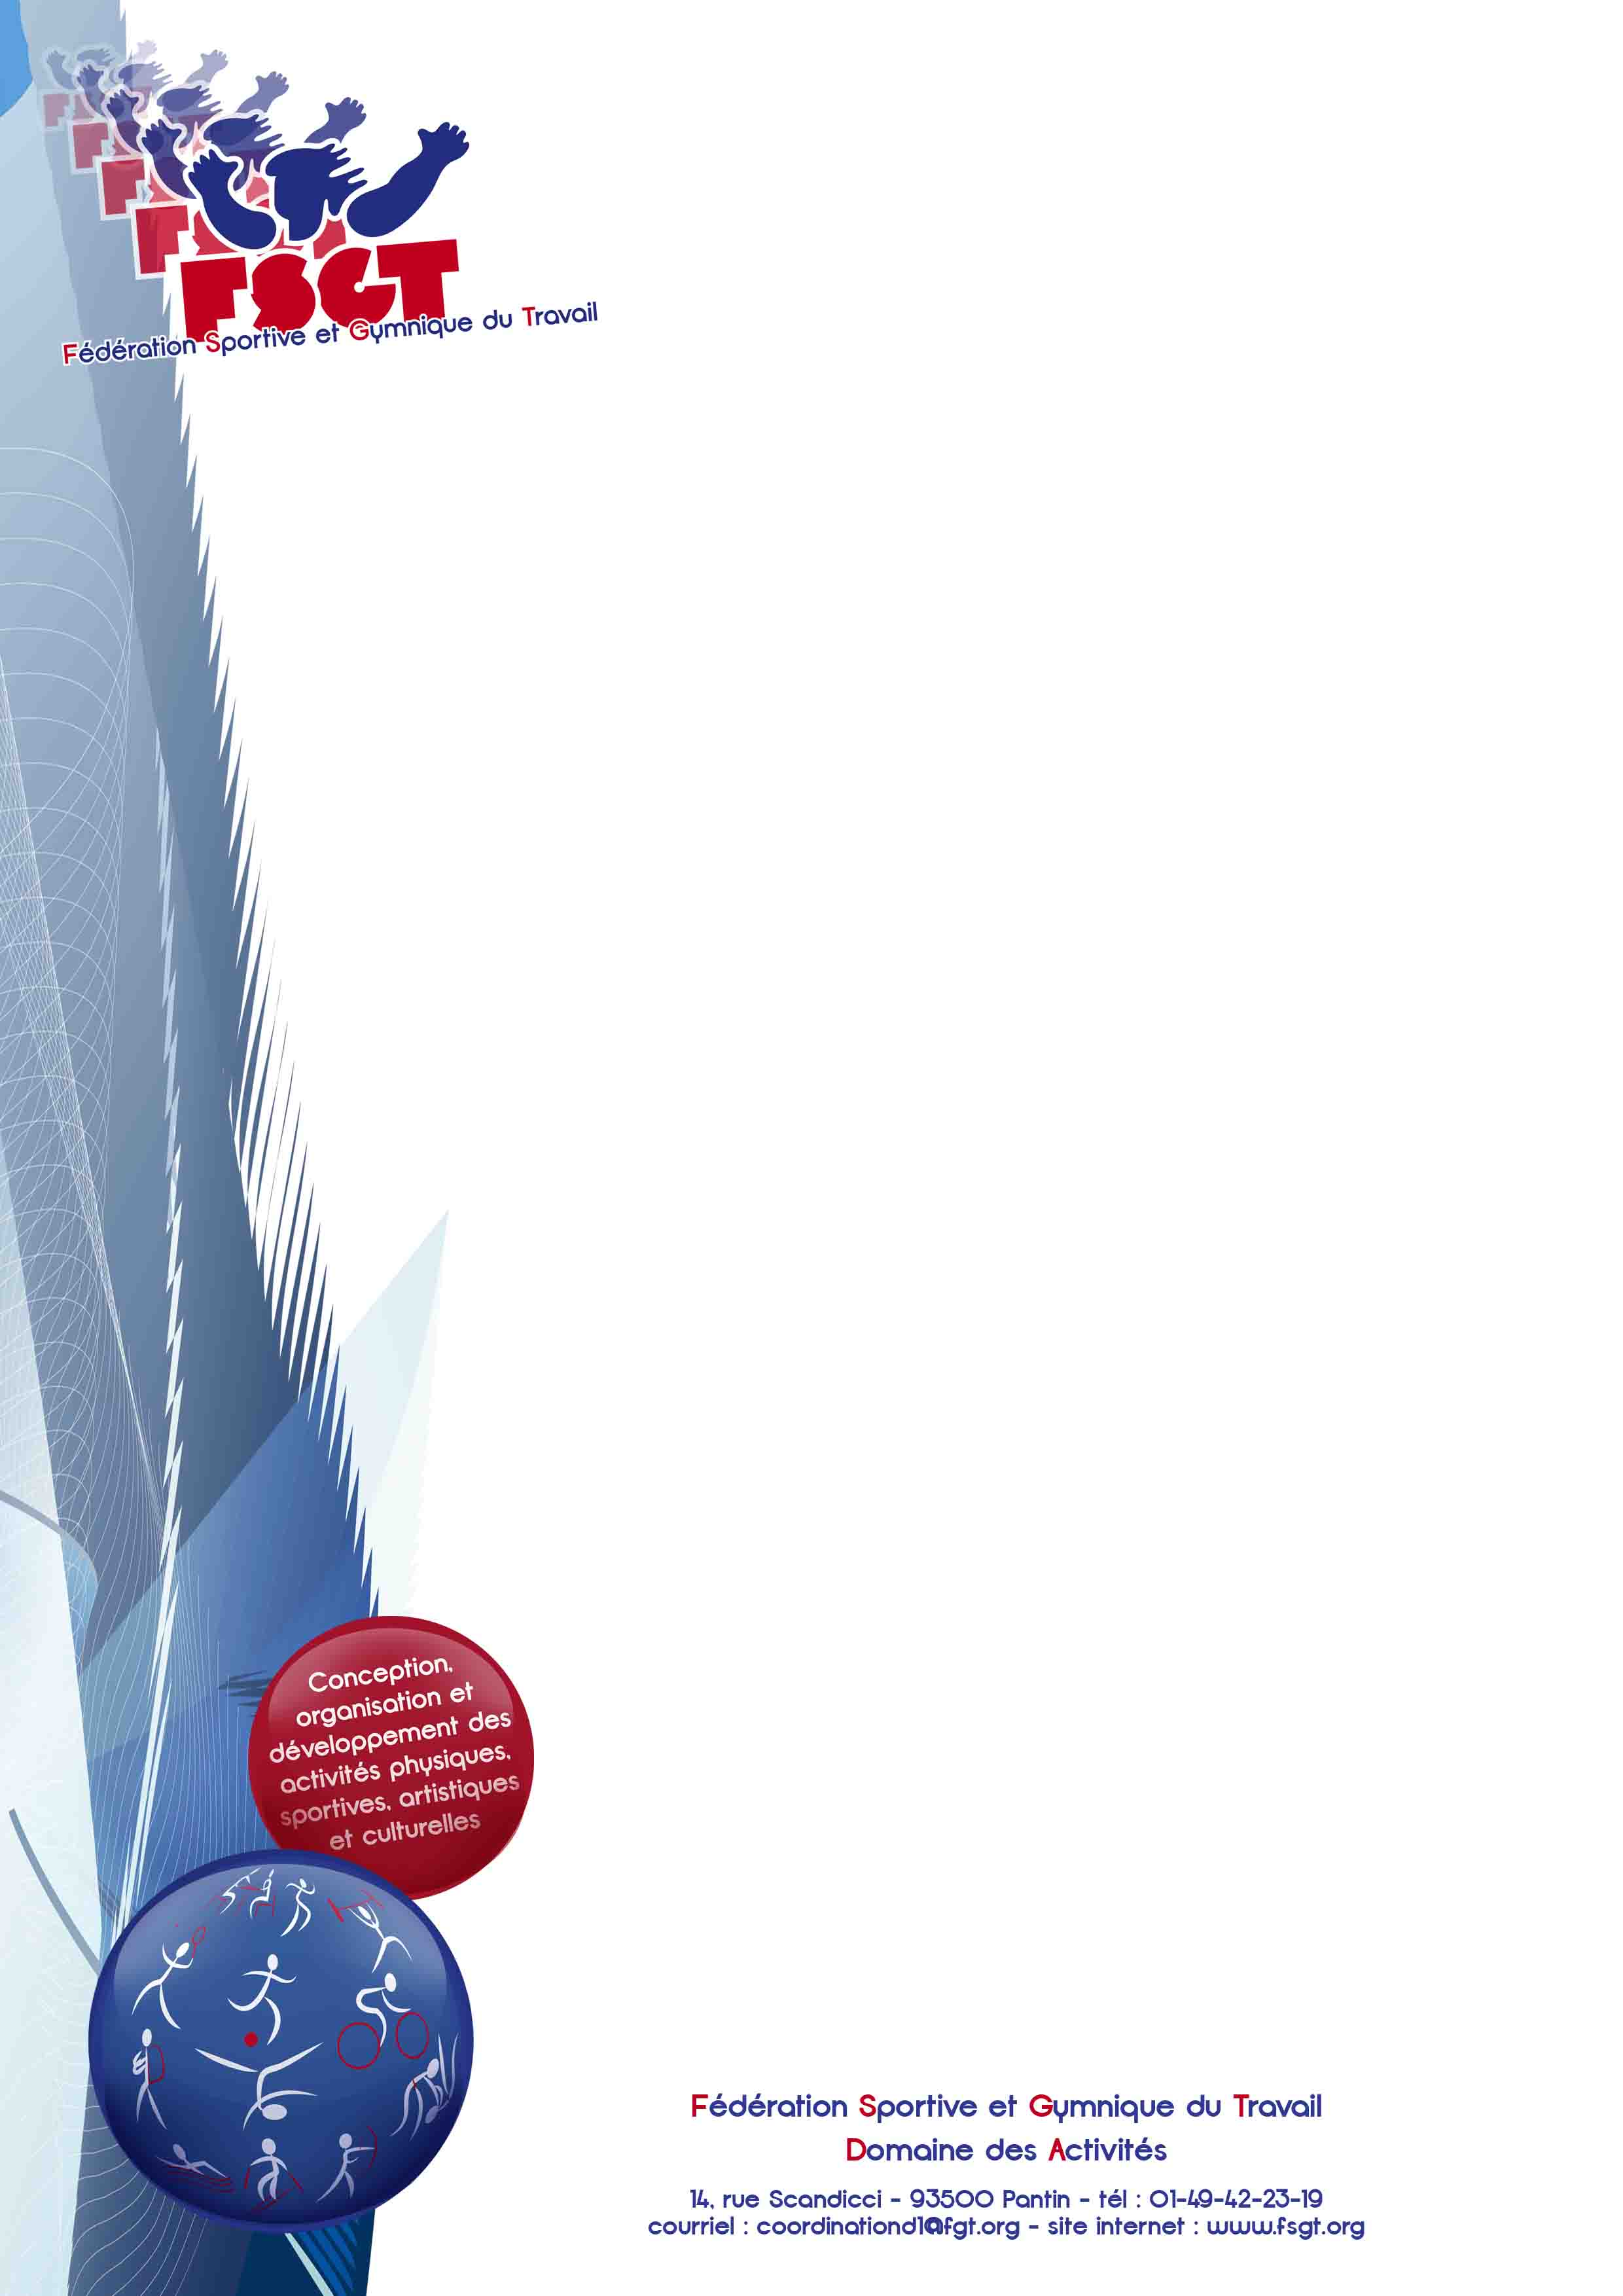 FSGT
Fédération Sportive et Gymnique du Travail
Conception,
organisation et
développement des
activités physiques,
sportives, artistiques
et culturelles
Fédération Sportive et Gymnique du Travail
Domaine des Activités
14, rue Scandicci - 93500 Pantin - tél : 01-49-42-23-19
courriel : coordinationd1@fgt.org - site internet : www.fsgt.org